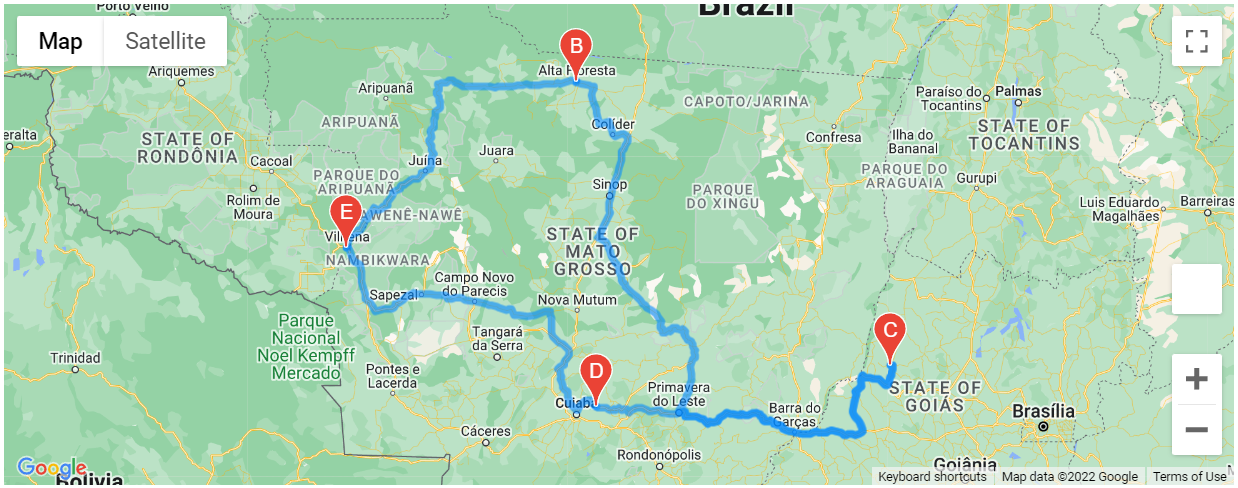 Porto Velho
Brazil
Map
Satellite
B
Alta Floresta
Ariquemes
Aripuanã
CAPOTO/JARINA
Paraíso do
Tocantins
Palmas
ARIPUANÃ
Colíder
Confresa
Ilha do
Bananal
STATE OF
TOCANTINS
STATE OF
RONDÔNIA
Cacoal
Juína
Juara
PARQUE DO
ARIPUANÃ
Sinop
PARQUE
DO XINGU
PARQUE DO
ARAGUAIA
Gurupi
Rolim de
Moura
E
AWENÊ-NAWÊ
Luis Eduardo
Magalhães
Barreiras
Vilhena
NAMBIKWARA
STATE OF
MATO
GROSSO
Campo Novo
do Parecis
Sapezal
Nova Mutum
Parque
Nacional
Noel Kempff
Mercado
Tangará
da Serra
C
Trinidad
Pontes e
Lacerda
D
Primavera
do Leste
STATE OF
GOIÁS
Cuiabá
Barra do
Garças
Brasília
Cáceres
Rondonópolis
Goiânia
Google
Bolivia
Keyboard shortcuts
Map data ©2022 Google
Terms of Use